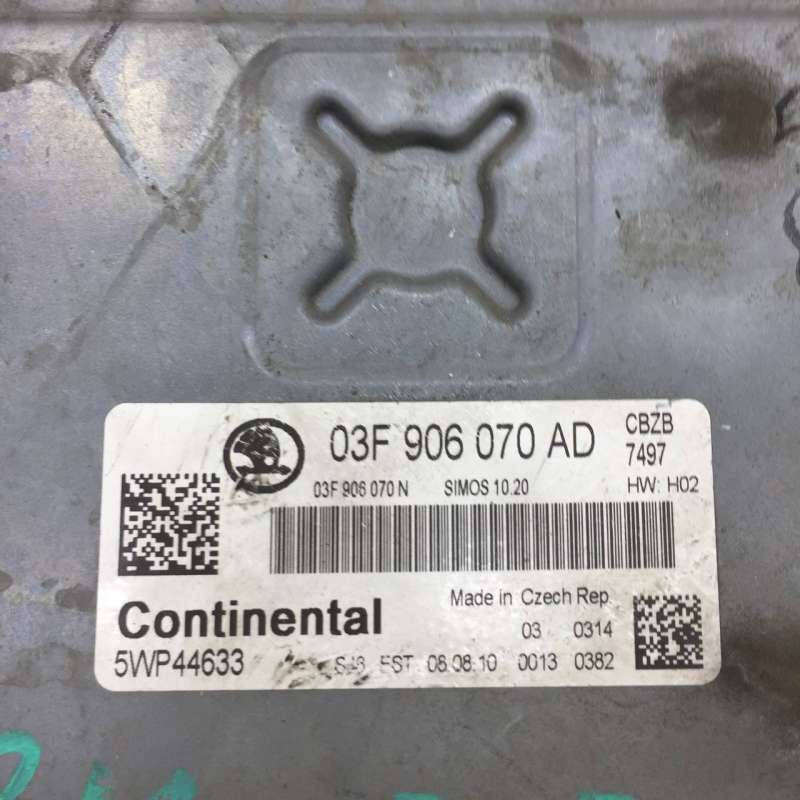 03F 906 070 AD
CBZB
7497
03F 906 070 N SIMOS 10.20 HW: H02
Continental
Made in Czech Rep
03 0314
5WP44633 EST 08.08.10 0013 0382